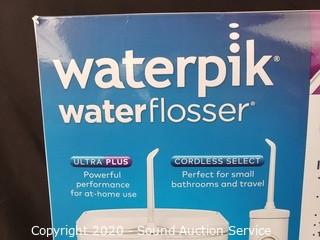 waterpik®
waterflosser®
ULTRA PLUS
Powerful
performance
for at-home use
CORDLESS SELECT
Perfect for small
bathrooms and travel
Copyright 2020 - Sound Auction Service